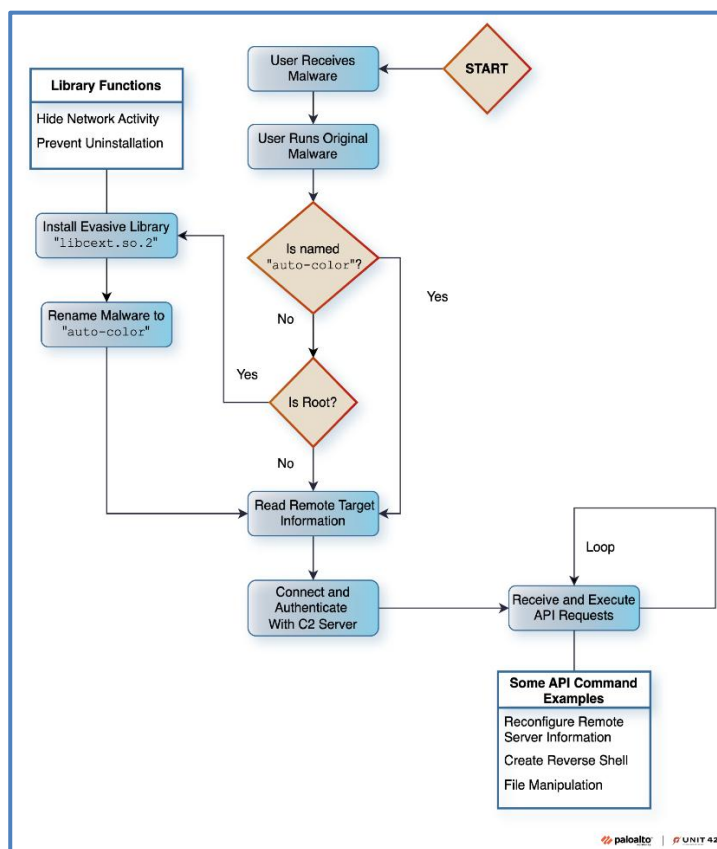 START
User Receives
Malware
User Runs Original
Malware
Library Functions
Hide Network Activity
Prevent Uninstallation
Is named
"auto-color"?
Yes
No
Install Evasive Library
"libcext.so.2"
Rename Malware to
"auto-color"
Yes
Is Root?
No
Read Remote Target
Information
Connect and
Authenticate
With C2 Server
Loop
Receive and Execute
API Requests
Some API Command
Examples
Reconfigure Remote
Server Information
Create Reverse Shell
File Manipulation
paloalto | UNIT 42